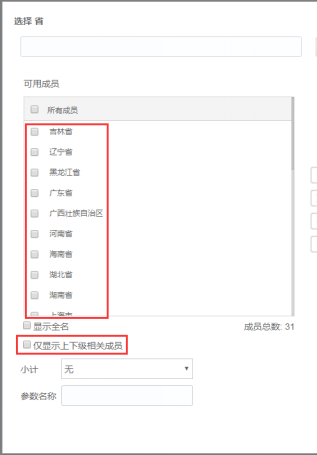 选择 省
可用成员
所有成员
吉林省
辽宁省
黑龙江省
广东省
广西壮族自治区
河南省
海南省
湖北省
湖南省
上海市
显示全名
成员总数: 31
仅显示上下级相关成员
小计 无
参数名称